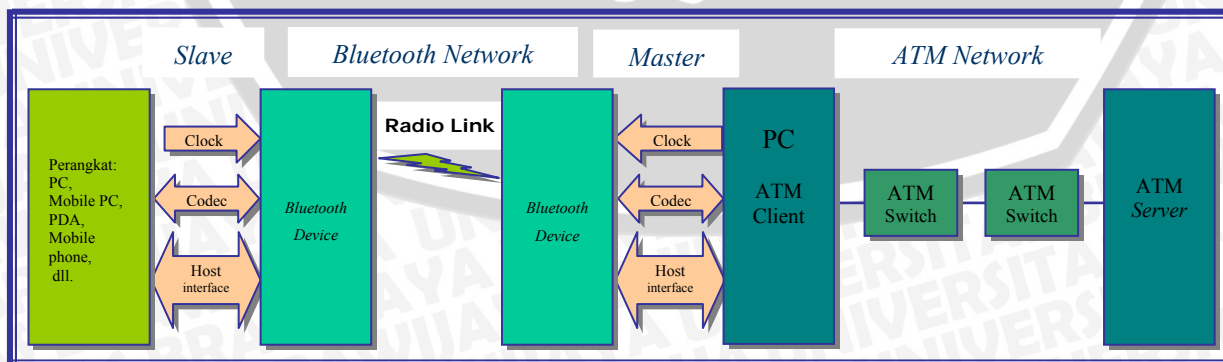 Slave
Bluetooth Network
Master
ATM Network
Perangkat:
PC,
Mobile PC,
PDA,
Mobile
phone,
dll.
Clock
Codec
Host
interface
Bluetooth
Device
Radio Link
Bluetooth
Device
Clock
Codec
Host
interface
PC
ATM
Client
ATM
Switch
ATM
Switch
ATM
Server